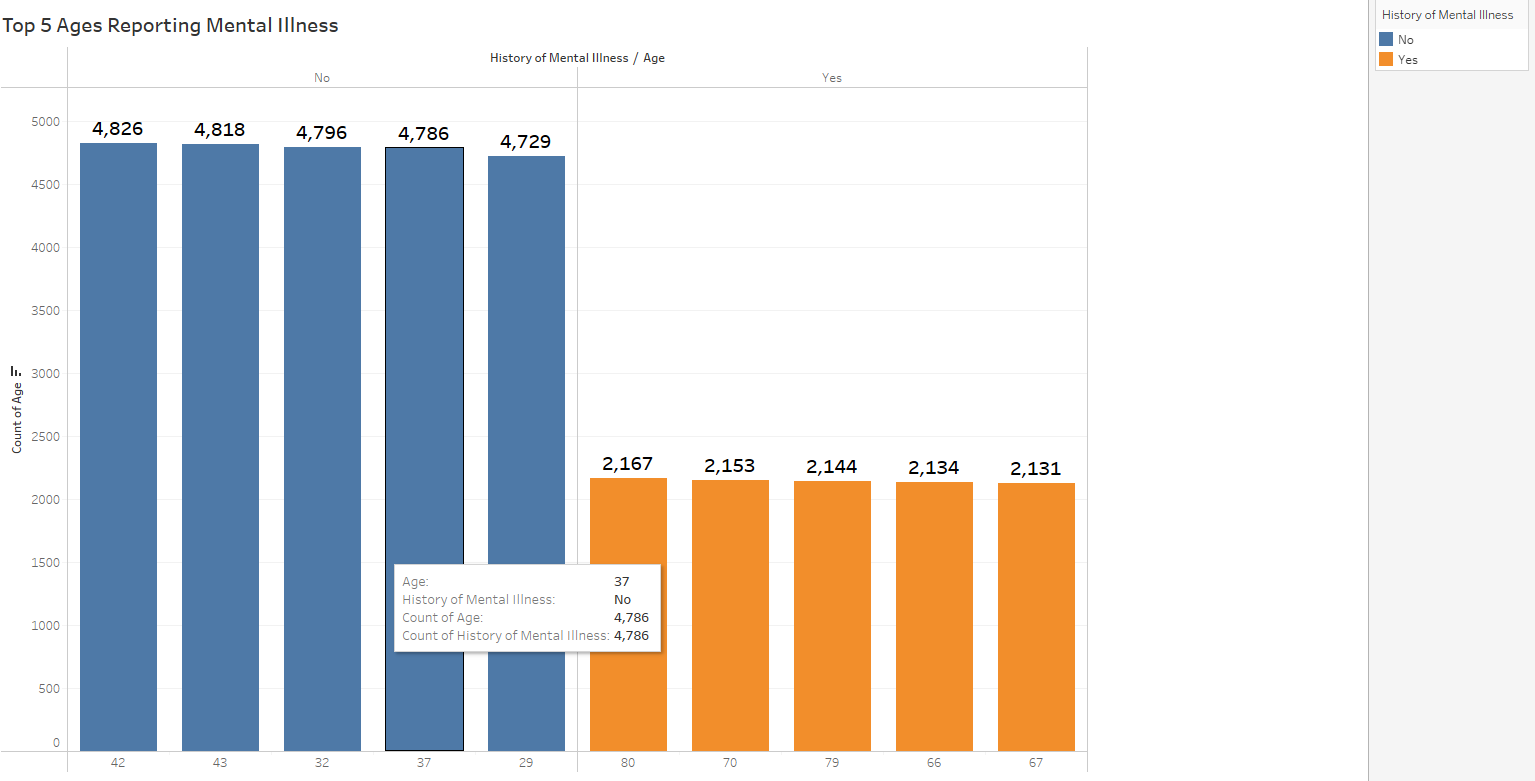 Top 5 Ages Reporting Mental Illness
History of Mental Illness / Age
No Yes
5000
4500
4000
3500
3000
2500
2000
1500
1000
500
0
Count of Age
4,826 4,818 4,796 4,786 4,729
2,167 2,153 2,144 2,134 2,131
Age: 37
History of Mental Illness: No
Count of Age: 4,786
Count of History of Mental Illness: 4,786
42 43 32 37 29 80 70 79 66 67
History of Mental Illness
No
Yes